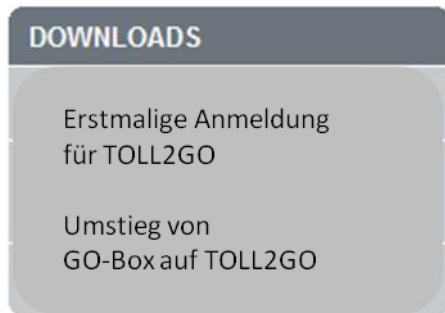 DOWNLOADS
Erstmalige Anmeldung
für TOLL2GO
Umstieg von
GO-Box auf TOLL2GO